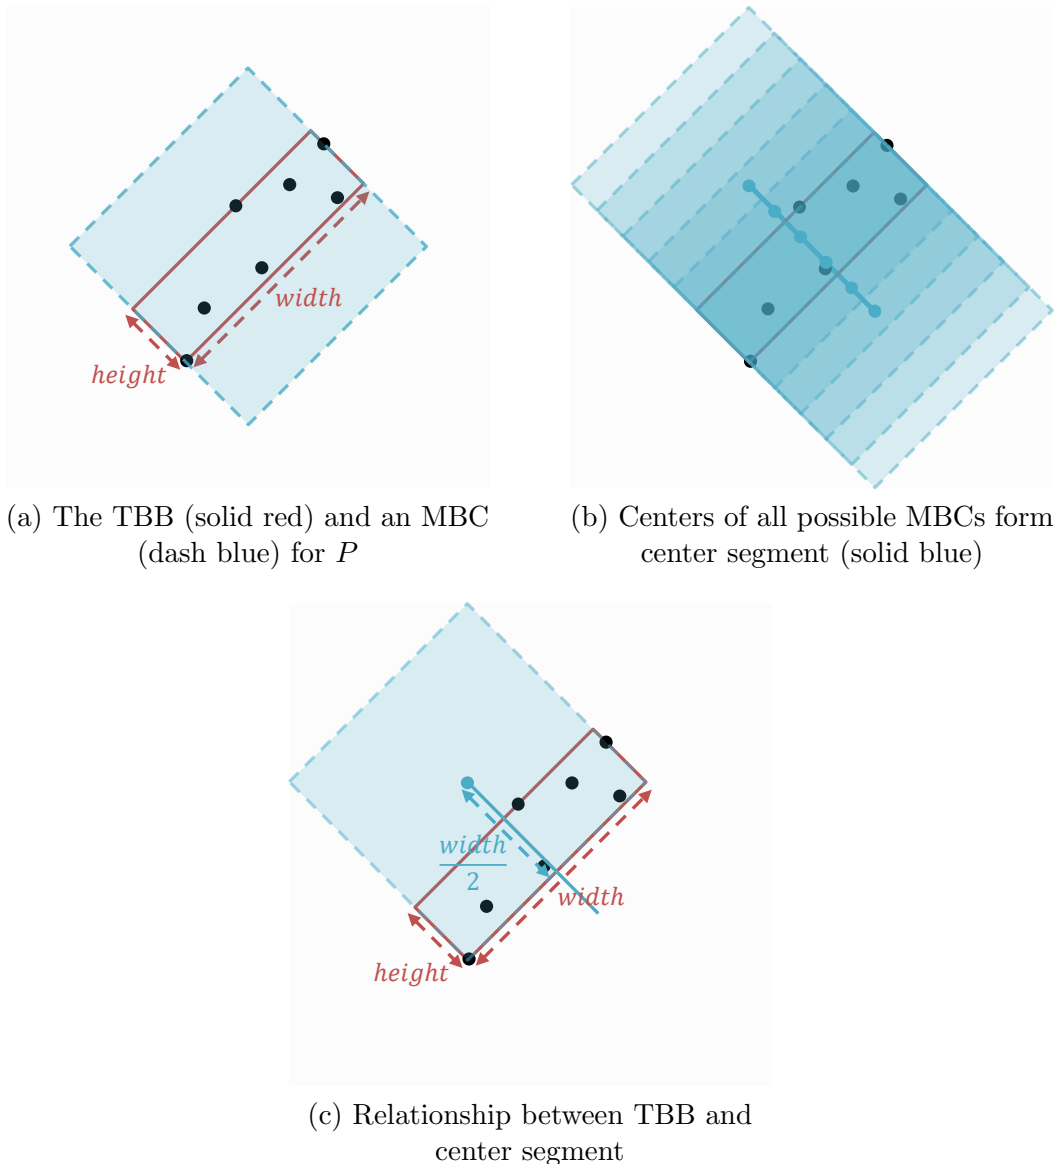 width
height
(a) The TBB (solid red) and an MBC
(dash blue) for P
(b) Centers of all possible MBCs form
center segment (solid blue)
width
2
width
height
(c) Relationship between TBB and
center segment